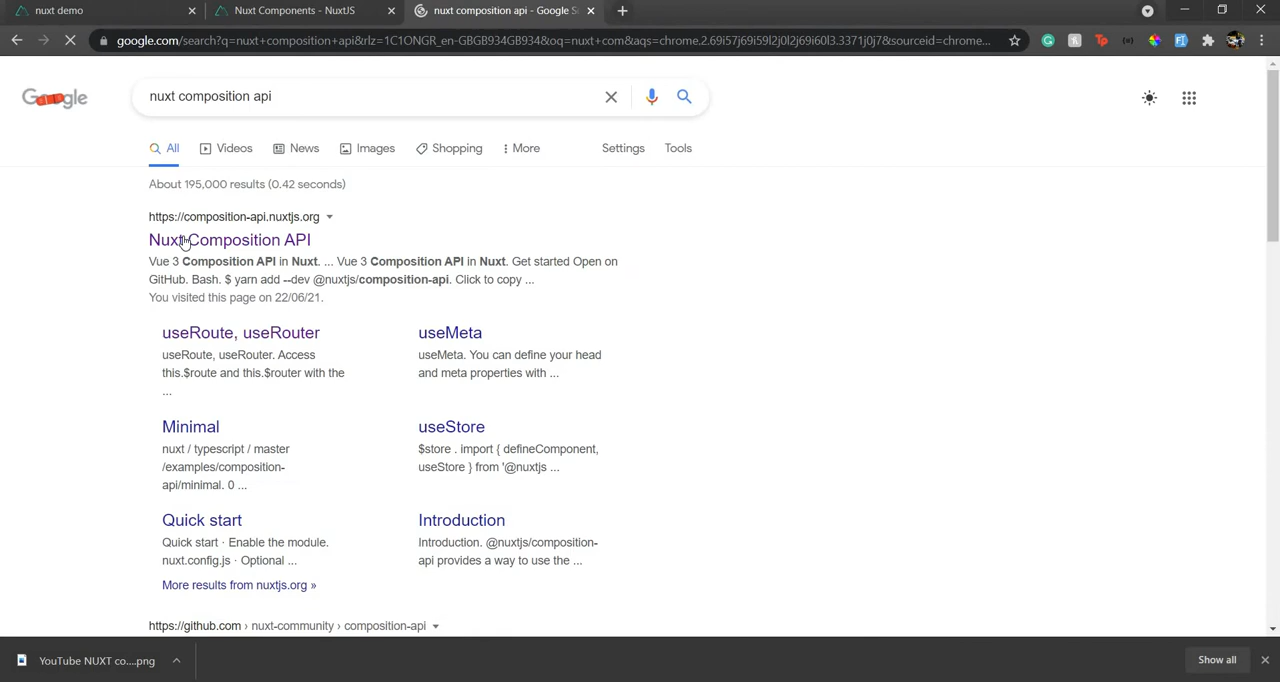 nuxt demo
Nuxt Components - NuxtJS
nuxt composition api - Google S
google.com/search?q=nuxt+composition+api&rlz=1C1ONGR_en-GBGB934GB934&oq=nuxt+com&aqs=chrome.2.69i57j69i59l2j0l2j69i60l3.3371j0j7&sourceid=chrome...
Google
nuxt composition api
All
Videos
News
Images
Shopping
More
Settings
Tools
About 195,000 results (0.42 seconds)
https://composition-api.nuxtjs.org
Nuxt Composition API
Vue 3 Composition API in Nuxt. ... Vue 3 Composition API in Nuxt. Get started Open on
GitHub. Bash. $ yarn add --dev @nuxtjs/composition-api. Click to copy ...
You visited this page on 22/06/21.
useRoute, useRouter
useRoute, useRouter. Access
this.$route and this.$router with the
...
useMeta
useMeta. You can define your head
and meta properties with ...
Minimal
nuxt / typescript / master
/examples/composition-
api/minimal. 0 ...
useStore
$store . import { defineComponent,
useStore } from '@nuxtjs ...
Quick start
Quick start · Enable the module.
nuxt.config.js · Optional ...
Introduction
Introduction. @nuxtjs/composition-
api provides a way to use the ...
More results from nuxtjs.org »
https://github.com › nuxt-community › composition-api
YouTube NUXT co....png
Show all